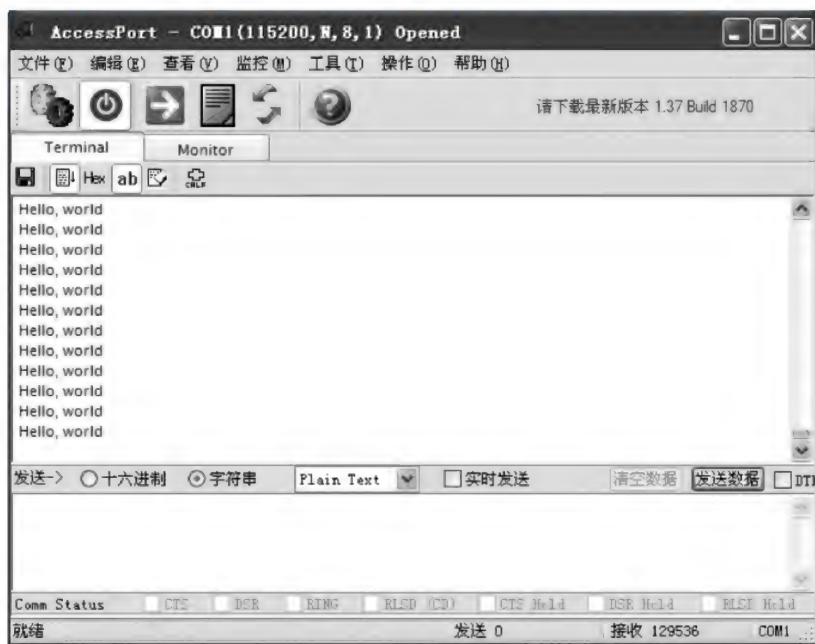 AccessPort - COM1(115200,N,8,1) Opened
文件(F) 编辑(E) 查看(V) 监控(M) 工具(T) 操作(O) 帮助(H)
请下载最新版本 1.37 Build 1870
Terminal Monitor
Hex ab
Hello, world
Hello, world
Hello, world
Hello, world
Hello, world
Hello, world
Hello, world
Hello, world
Hello, world
Hello, world
Hello, world
Hello, world
发送-> 十六进制 字符串 Plain Text 实时发送 清空数据 发送数据
Comm Status CTS DSR RING RLSD (CD) CTS Hold DSR Hold RLSD Hold
就绪 发送 0 接收 129536 COM1